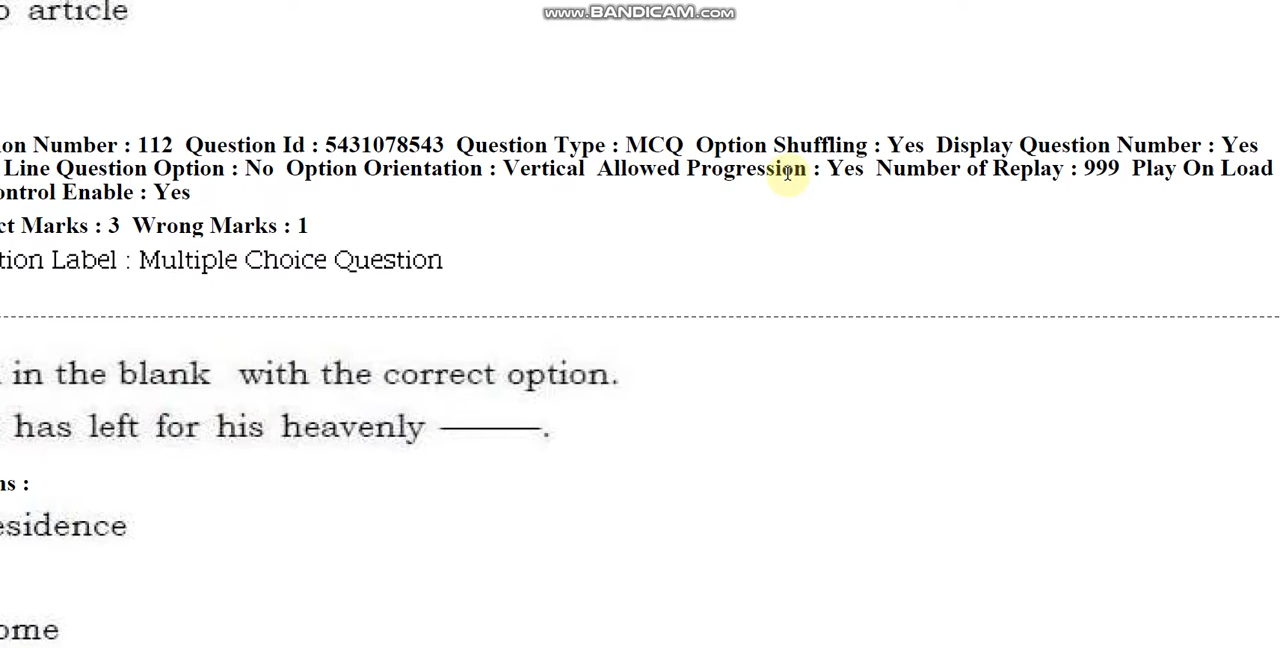 o article
www.BANDICAM.com
on Number : 112 Question Id : 5431078543 Question Type : MCQ Option Shuffling : Yes Display Question Number : Yes
Line Question Option : No Option Orientation : Vertical Allowed Progression : Yes Number of Replay : 999 Play On Load
ontrol Enable : Yes
ct Marks : 3 Wrong Marks : 1
tion Label : Multiple Choice Question
in the blank with the correct option.
has left for his heavenly ———.
ns :
esidence
ome